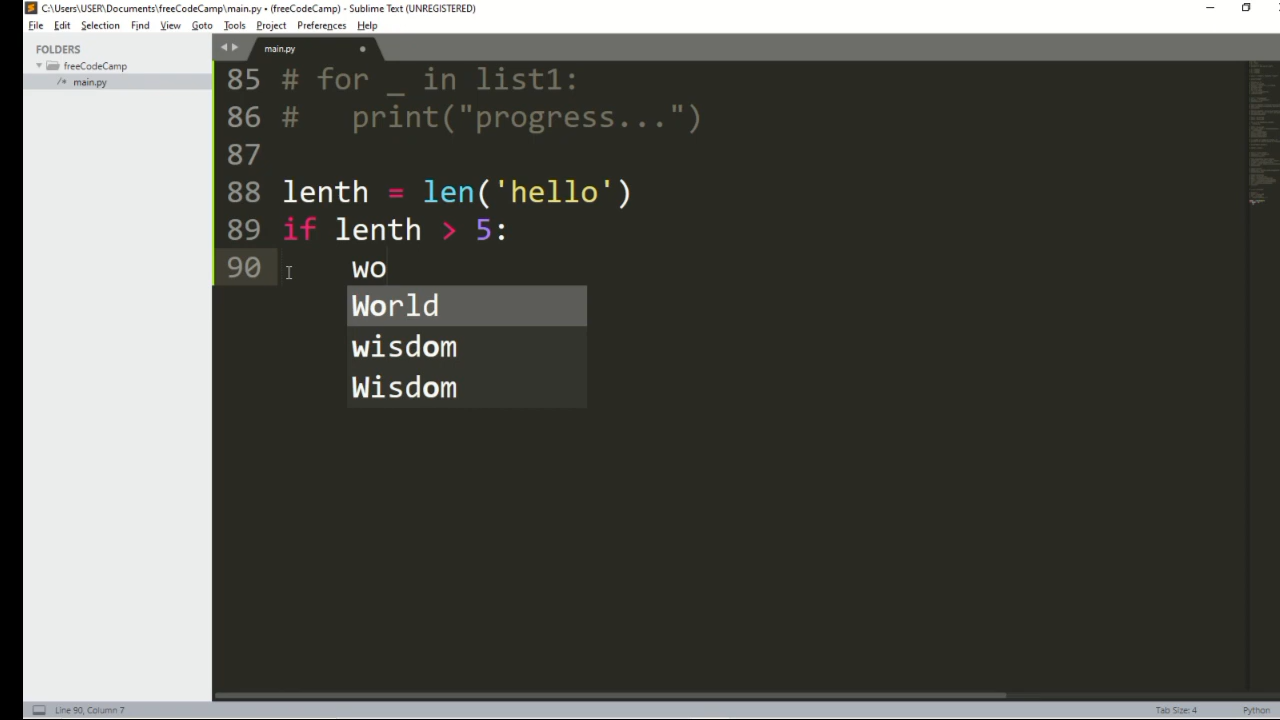 C:\Users\USER\Documents\freeCodeCamp\main.py • (freeCodeCamp) - Sublime Text (UNREGISTERED)
File Edit Selection Find View Goto Tools Project Preferences Help
FOLDERS
freeCodeCamp
/* main.py
main.py
85 # for _ in list1:
86 #   print("progress...")
87
88 lenth = len('hello')
89 if lenth > 5:
90     wo
World
wisdom
Wisdom
Line 90, Column 7
Tab Size: 4
Python